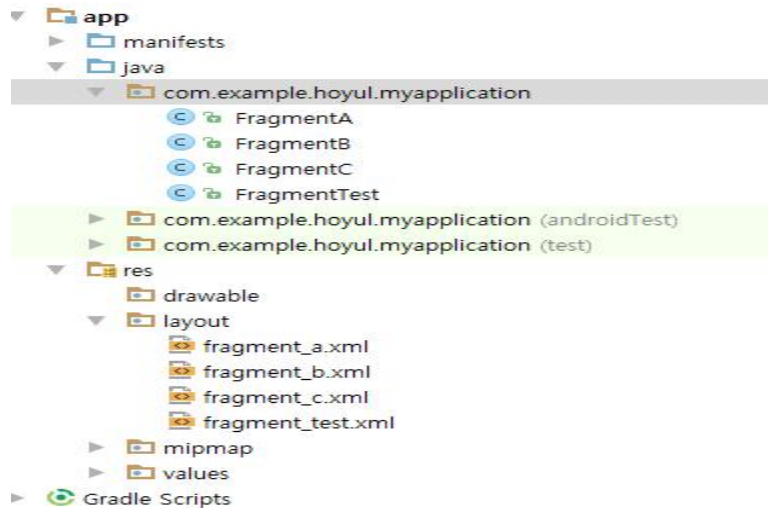 app
manifests
java
com.example.hoyul.myapplication
FragmentA
FragmentB
FragmentC
FragmentTest
com.example.hoyul.myapplication (androidTest)
com.example.hoyul.myapplication (test)
res
drawable
layout
fragment_a.xml
fragment_b.xml
fragment_c.xml
fragment_test.xml
mipmap
values
Gradle Scripts